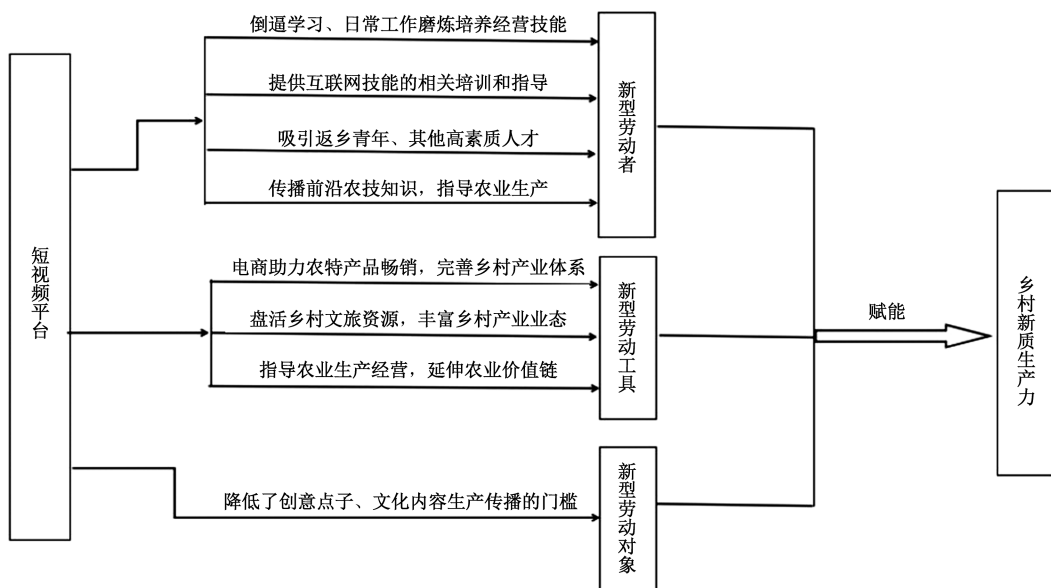 短视频平台
倒逼学习、日常工作磨炼培养经营技能
提供互联网技能的相关培训和指导
吸引返乡青年、其他高素质人才
传播前沿农技知识，指导农业生产
新型劳动者
电商助力农特产品畅销，完善乡村产业体系
盘活乡村文旅资源，丰富乡村产业业态
指导农业生产经营，延伸农业价值链
新型劳动工具
降低了创意点子、文化内容生产传播的门槛
新型劳动对象
赋能
乡村新质生产力